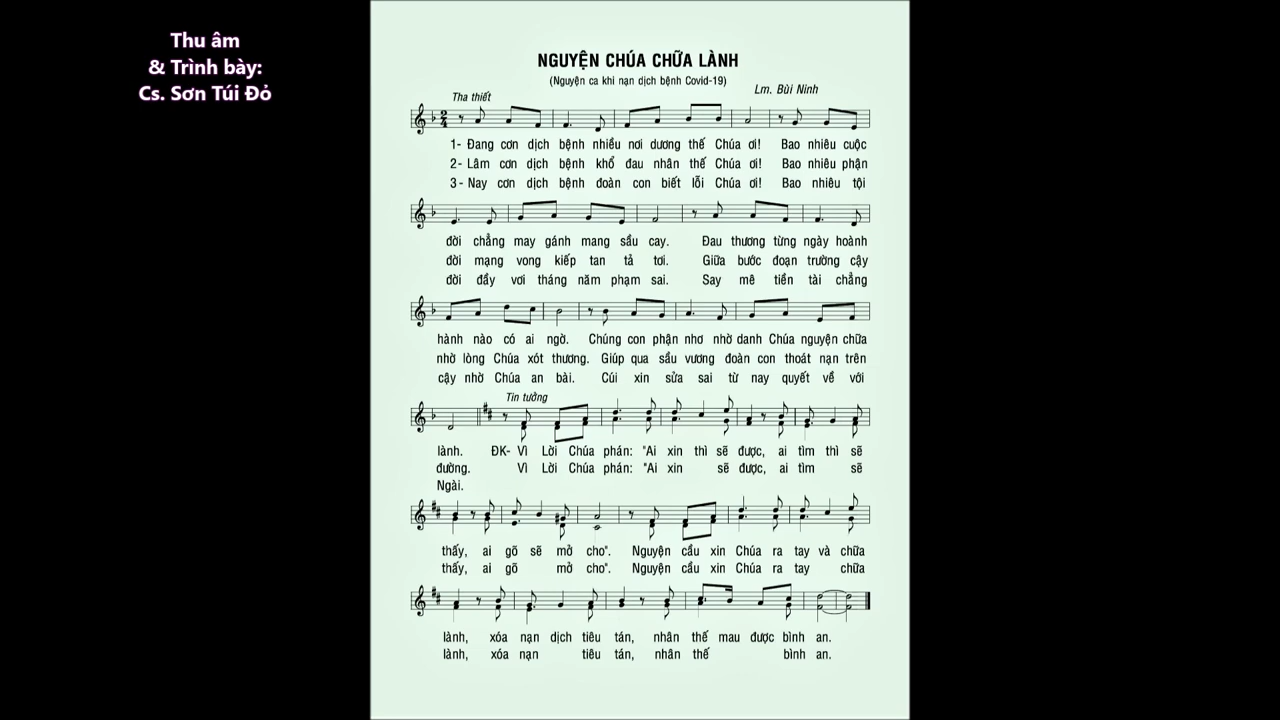 Thu âm
& Trình bày:
Cs. Sơn Túi Đỏ
NGUYỆN CHÚA CHỮA LÀNH
(Nguyện ca khi nạn dịch bệnh Covid-19)
Lm. Bùi Ninh
Tha thiết
2
4
1- Đang cơn dịch bệnh nhiều nơi dương thế Chúa ơi! Bao nhiêu cuộc
2- Lâm cơn dịch bệnh khổ đau nhân thế Chúa ơi! Bao nhiêu phận
3- Nay cơn dịch bệnh đoàn con biết lỗi Chúa ơi! Bao nhiêu tội
đời chẳng may gánh mang sầu cay. Đau thương từng ngày hoành
đời mạng vong kiếp tan tả tơi. Giữa bước đoạn trường cậy
đời đầy vơi tháng năm phạm sai. Say mê tiền tài chẳng
hành nào có ai ngờ. Chúng con phận nhơ nhờ danh Chúa nguyện chữa
nhờ lòng Chúa xót thương. Giúp qua sầu vương đoàn con thoát nạn trên
cậy nhờ Chúa an bài. Cúi xin sửa sai từ nay quyết về với
Tin tưởng
lành. ĐK- Vì Lời Chúa phán: "Ai xin thì sẽ được, ai tìm thì sẽ
đường. Vì Lời Chúa phán: "Ai xin sẽ được, ai tìm sẽ
Ngài.
thấy, ai gõ sẽ mở cho". Nguyện cầu xin Chúa ra tay và chữa
thấy, ai gõ mở cho". Nguyện cầu xin Chúa ra tay chữa
lành, xóa nạn dịch tiêu tán, nhân thế mau được bình an.
lành, xóa nạn tiêu tán, nhân thế bình an.